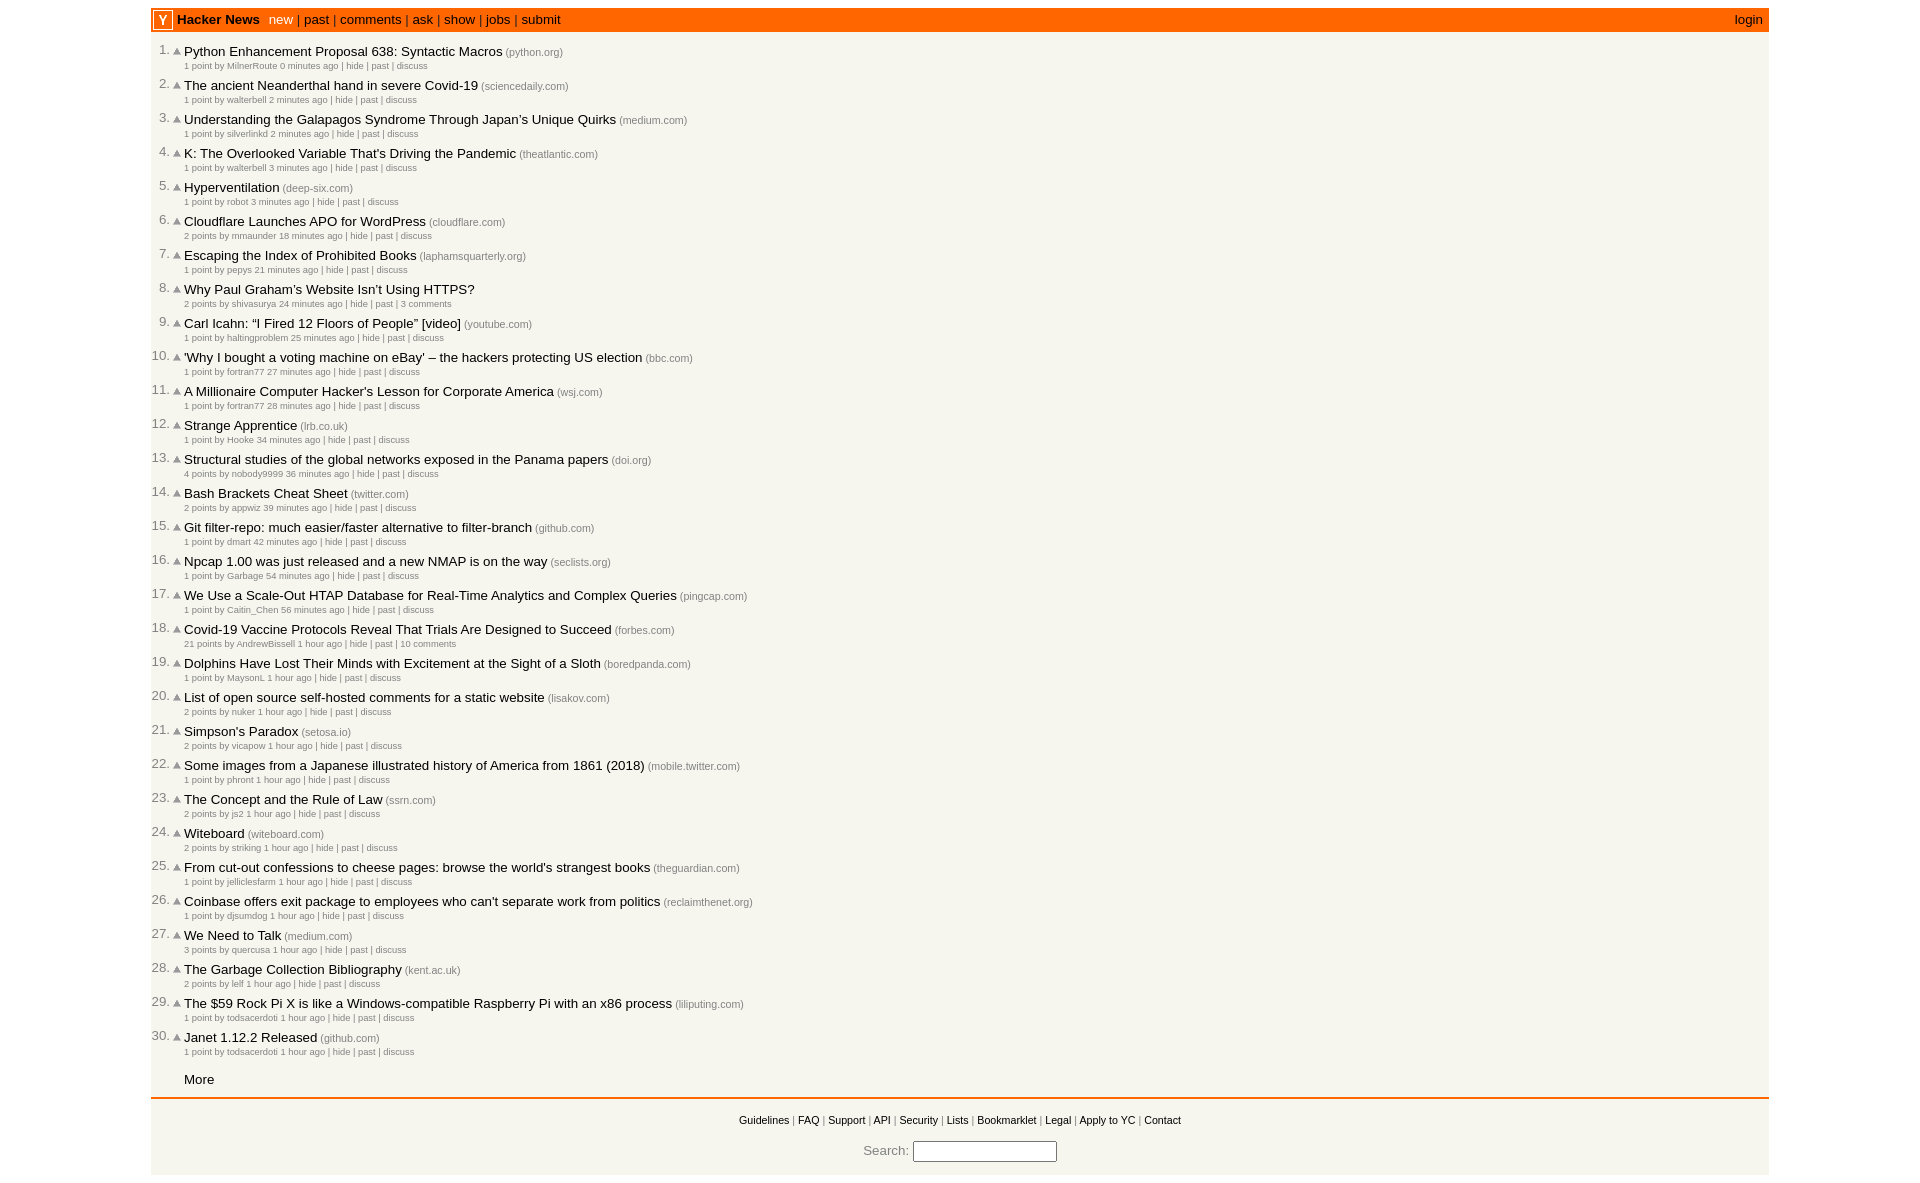 Y Hacker News new | past | comments | ask | show | jobs | submit login
1. Python Enhancement Proposal 638: Syntactic Macros (python.org)
1 point by MilnerRoute 0 minutes ago | hide | past | discuss
2. The ancient Neanderthal hand in severe Covid-19 (sciencedaily.com)
1 point by walterbell 2 minutes ago | hide | past | discuss
3. Understanding the Galapagos Syndrome Through Japan’s Unique Quirks (medium.com)
1 point by silverlinkd 2 minutes ago | hide | past | discuss
4. K: The Overlooked Variable That's Driving the Pandemic (theatlantic.com)
1 point by walterbell 3 minutes ago | hide | past | discuss
5. Hyperventilation (deep-six.com)
1 point by robot 3 minutes ago | hide | past | discuss
6. Cloudflare Launches APO for WordPress (cloudflare.com)
2 points by mmaunder 18 minutes ago | hide | past | discuss
7. Escaping the Index of Prohibited Books (laphamsquarterly.org)
1 point by pepys 21 minutes ago | hide | past | discuss
8. Why Paul Graham’s Website Isn’t Using HTTPS?
2 points by shivasurya 24 minutes ago | hide | past | 3 comments
9. Carl Icahn: “I Fired 12 Floors of People” [video] (youtube.com)
1 point by haltingproblem 25 minutes ago | hide | past | discuss
10. 'Why I bought a voting machine on eBay' – the hackers protecting US election (bbc.com)
1 point by fortran77 27 minutes ago | hide | past | discuss
11. A Millionaire Computer Hacker's Lesson for Corporate America (wsj.com)
1 point by fortran77 28 minutes ago | hide | past | discuss
12. Strange Apprentice (lrb.co.uk)
1 point by Hooke 34 minutes ago | hide | past | discuss
13. Structural studies of the global networks exposed in the Panama papers (doi.org)
4 points by nobody9999 36 minutes ago | hide | past | discuss
14. Bash Brackets Cheat Sheet (twitter.com)
2 points by appwiz 39 minutes ago | hide | past | discuss
15. Git filter-repo: much easier/faster alternative to filter-branch (github.com)
1 point by dmart 42 minutes ago | hide | past | discuss
16. Npcap 1.00 was just released and a new NMAP is on the way (seclists.org)
1 point by Garbage 54 minutes ago | hide | past | discuss
17. We Use a Scale-Out HTAP Database for Real-Time Analytics and Complex Queries (pingcap.com)
1 point by Caitin_Chen 56 minutes ago | hide | past | discuss
18. Covid-19 Vaccine Protocols Reveal That Trials Are Designed to Succeed (forbes.com)
21 points by AndrewBissell 1 hour ago | hide | past | 10 comments
19. Dolphins Have Lost Their Minds with Excitement at the Sight of a Sloth (boredpanda.com)
1 point by MaysonL 1 hour ago | hide | past | discuss
20. List of open source self-hosted comments for a static website (lisakov.com)
2 points by nuker 1 hour ago | hide | past | discuss
21. Simpson's Paradox (setosa.io)
2 points by vicapow 1 hour ago | hide | past | discuss
22. Some images from a Japanese illustrated history of America from 1861 (2018) (mobile.twitter.com)
1 point by phront 1 hour ago | hide | past | discuss
23. The Concept and the Rule of Law (ssrn.com)
2 points by js2 1 hour ago | hide | past | discuss
24. Witeboard (witeboard.com)
2 points by striking 1 hour ago | hide | past | discuss
25. From cut-out confessions to cheese pages: browse the world's strangest books (theguardian.com)
1 point by jelliclesfarm 1 hour ago | hide | past | discuss
26. Coinbase offers exit package to employees who can't separate work from politics (reclaimthenet.org)
1 point by djsumdog 1 hour ago | hide | past | discuss
27. We Need to Talk (medium.com)
3 points by quercusa 1 hour ago | hide | past | discuss
28. The Garbage Collection Bibliography (kent.ac.uk)
2 points by lelf 1 hour ago | hide | past | discuss
29. The $59 Rock Pi X is like a Windows-compatible Raspberry Pi with an x86 process (liliputing.com)
1 point by todsacerdoti 1 hour ago | hide | past | discuss
30. Janet 1.12.2 Released (github.com)
1 point by todsacerdoti 1 hour ago | hide | past | discuss
More
Guidelines | FAQ | Support | API | Security | Lists | Bookmarklet | Legal | Apply to YC | Contact
Search: